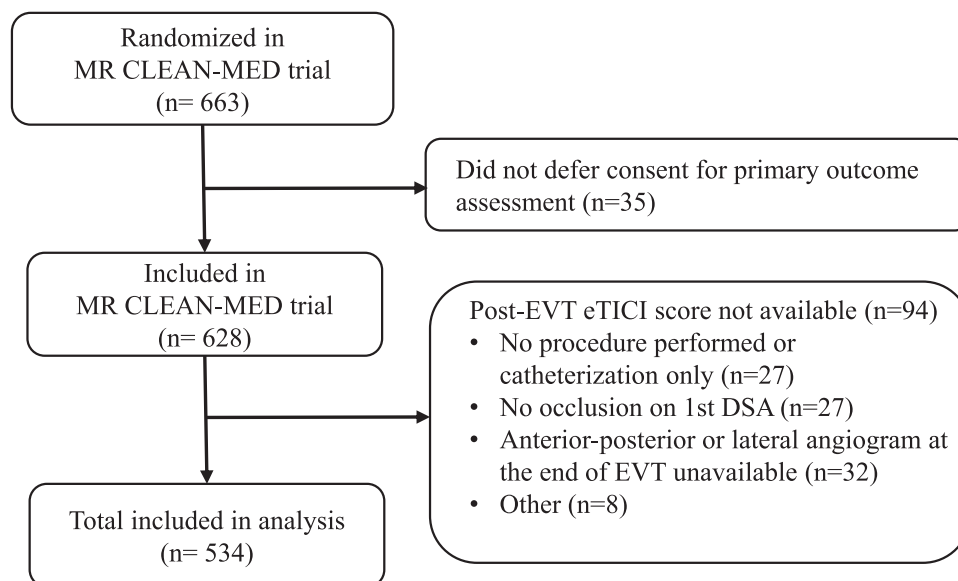 Randomized in
MR CLEAN-MED trial
(n= 663)
Did not defer consent for primary outcome
assessment (n=35)
Included in
MR CLEAN-MED trial
(n= 628)
Post-EVT eTICI score not available (n=94)
• No procedure performed or
catheterization only (n=27)
• No occlusion on 1st DSA (n=27)
• Anterior-posterior or lateral angiogram at
the end of EVT unavailable (n=32)
• Other (n=8)
Total included in analysis
(n= 534)